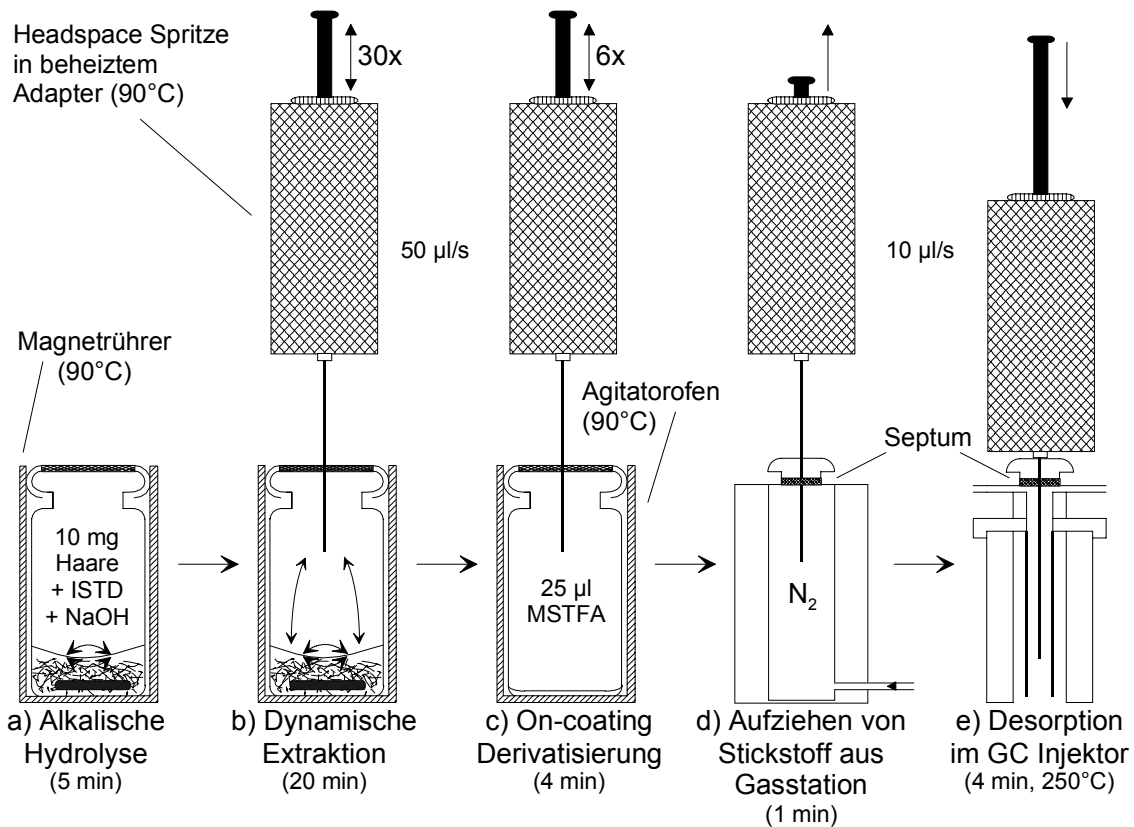 Headspace Spritze
in beheiztem
Adapter (90°C)
30x
6x
50 µl/s
10 µl/s
Magnetrührer
(90°C)
Agitatorofen
(90°C)
Septum
10 mg
Haare
+ ISTD
+ NaOH
25 µl
MSTFA
N₂
a) Alkalische
Hydrolyse
(5 min)
b) Dynamische
Extraktion
(20 min)
c) On-coating
Derivatisierung
(4 min)
d) Aufziehen von
Stickstoff aus
Gasstation
(1 min)
e) Desorption
im GC Injektor
(4 min, 250°C)